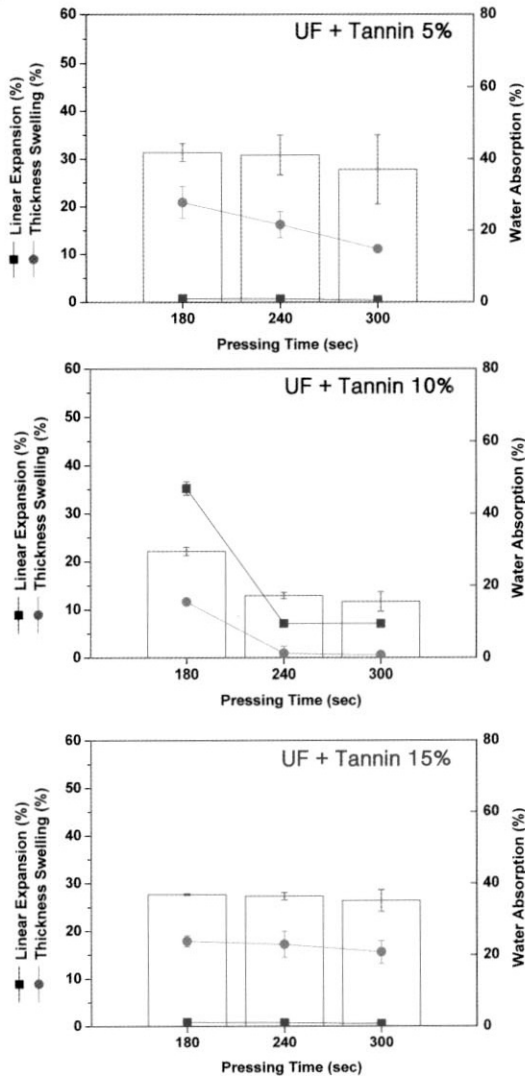 UF + Tannin 5%
Linear Expansion (%)
Thickness Swelling (%)
60
50
40
30
20
10
0
80
60
40
20
0
Water Absorption (%)
180 240 300
Pressing Time (sec)
UF + Tannin 10%
Linear Expansion (%)
Thickness Swelling (%)
60
50
40
30
20
10
0
80
60
40
20
0
Water Absorption (%)
180 240 300
Pressing Time (sec)
UF + Tannin 15%
Linear Expansion (%)
Thickness Swelling (%)
60
50
40
30
20
10
0
80
60
40
20
0
Water Absorption (%)
180 240 300
Pressing Time (sec)